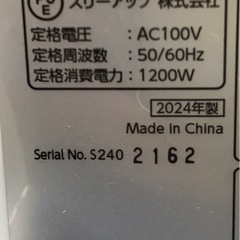 PS
E
スリーアップ 株式会社
定格電圧：AC100V
定格周波数：50/60Hz
定格消費電力：1200W
2024年製
Made in China
Serial No. S240 2162